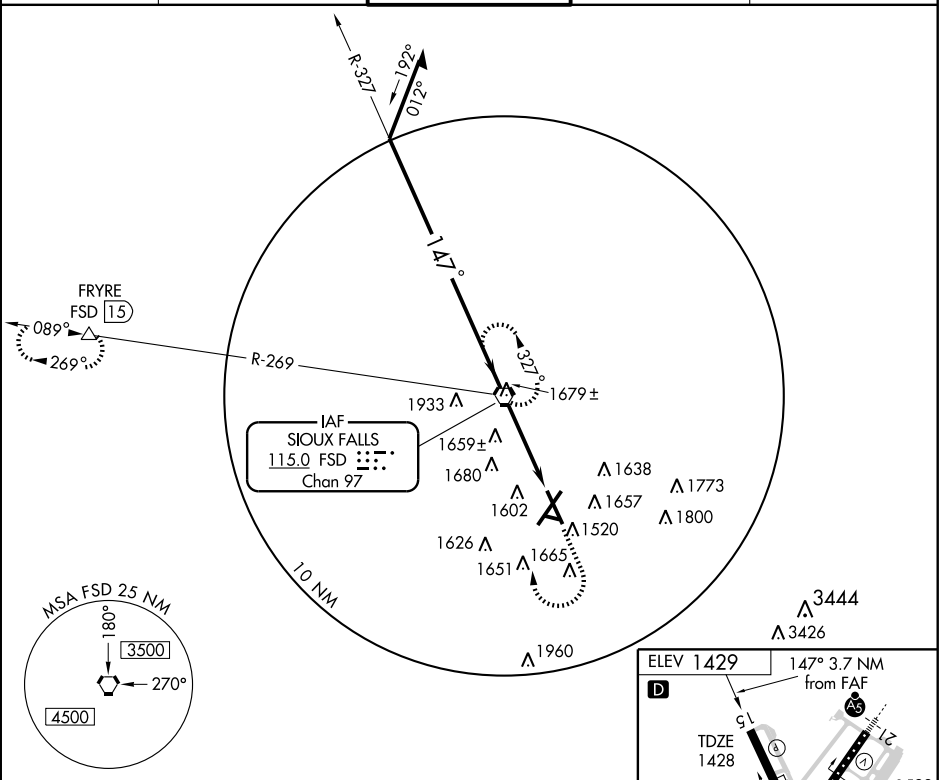 R-327
192°
012°
147°
FRYRE
FSD 15
089°
269°
R-269
327°
1679±
1933
IAF
SIOUX FALLS
115.0 FSD
Chan 97
1659±
1680
1638
1773
1602
1657
1800
1520
1626
1665
1651
10 NM
MSA FSD 25 NM
180°
3500
270°
4500
3444
3426
1960
ELEV 1429
147° 3.7 NM
from FAF
D
A5
15
21
TDZE
1428
P
V